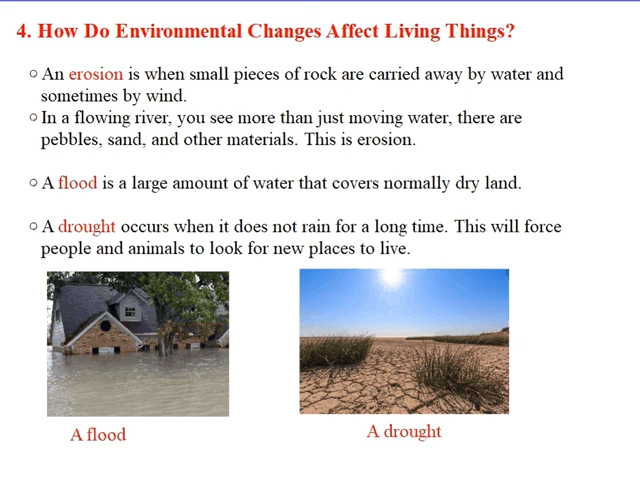 4. How Do Environmental Changes Affect Living Things?
An erosion is when small pieces of rock are carried away by water and
sometimes by wind.
In a flowing river, you see more than just moving water, there are
pebbles, sand, and other materials. This is erosion.
A flood is a large amount of water that covers normally dry land.
A drought occurs when it does not rain for a long time. This will force
people and animals to look for new places to live.
A flood
A drought